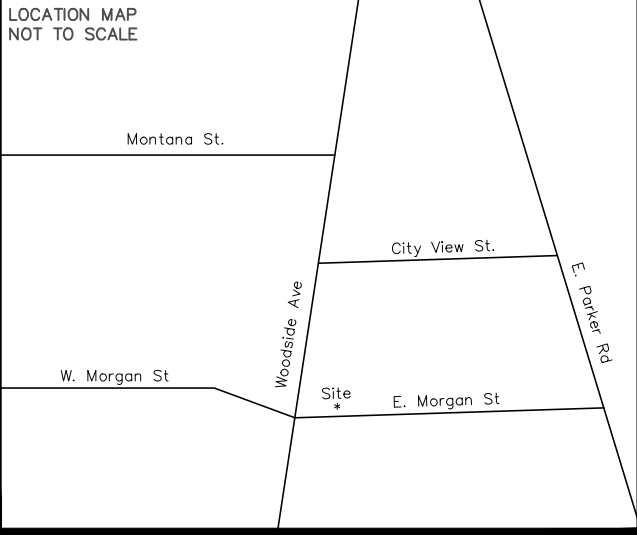 LOCATION MAP
NOT TO SCALE
Montana St.
City View St.
E. Parker Rd
Woodside Ave
W. Morgan St
Site
*
E. Morgan St